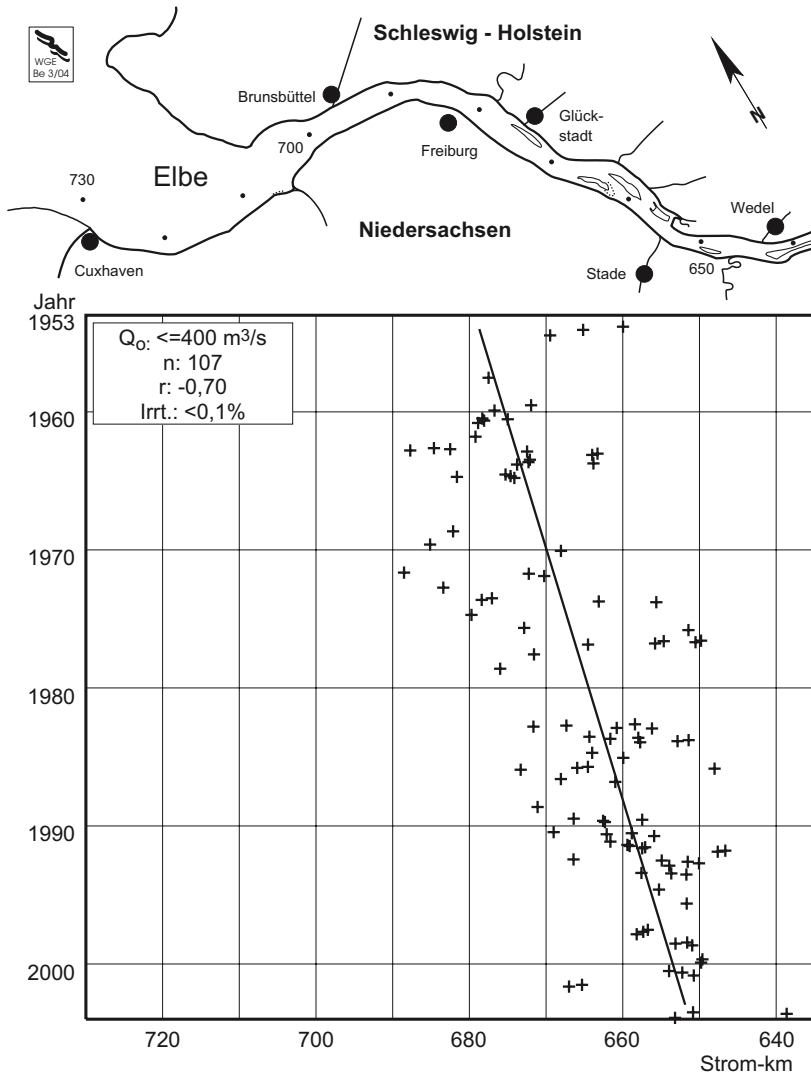 Schleswig - Holstein
WGE
Be 3/04
Brunsbüttel
Glück-
stadt
N
700
Freiburg
730
Elbe
Wedel
Niedersachsen
Cuxhaven
Stade
650
Jahr
1953
Qo: <=400 m³/s
n: 107
r: -0,70
Irrt.: <0,1%
1960
1970
1980
1990
2000
720 700 680 660 640
Strom-km